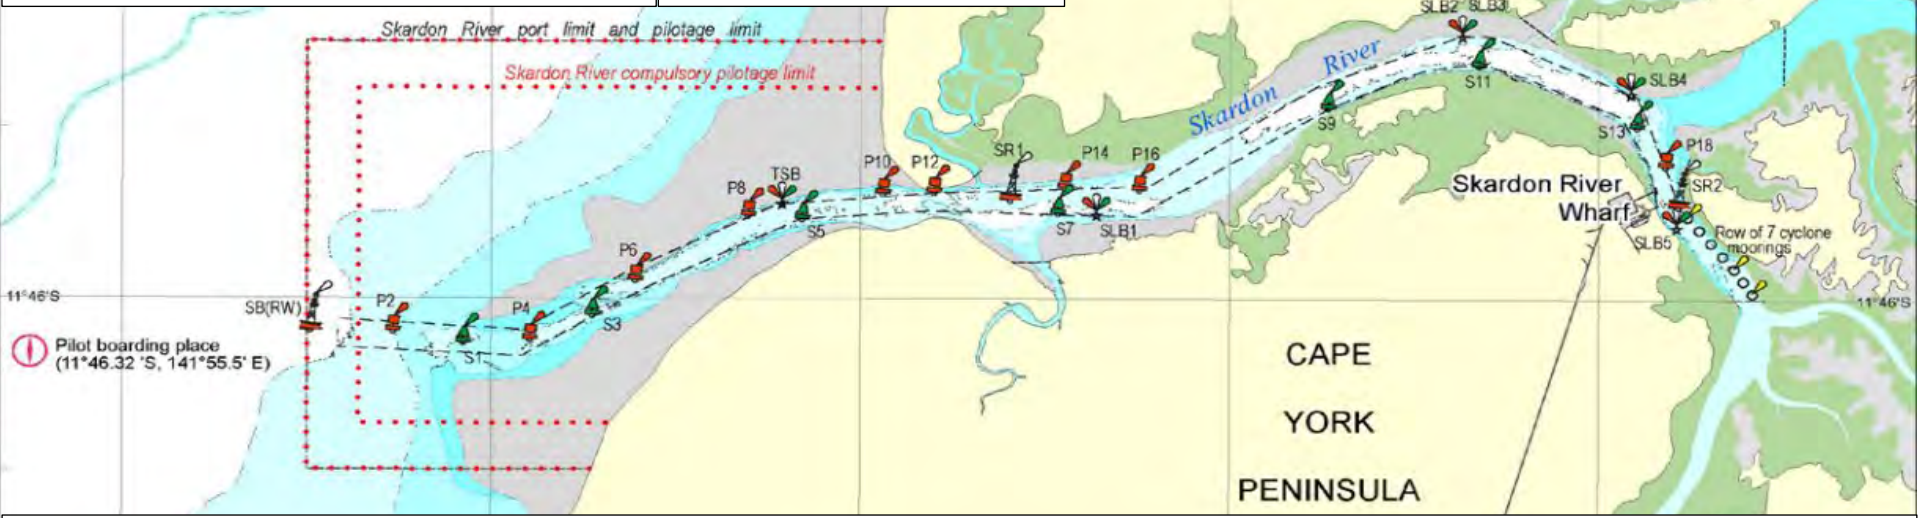 SLB2 SLB3
Skardon River port limit and pilotage limit
Skardon River compulsory pilotage limit
River
S11
SLB4
Skardon
S9
S13
P10 P12 SR1 P14 P16
P18
TSB
P8
Skardon River
Wharf
SR2
S5
S7 SLB1
SLB5
Row of 7 cyclone
moorings
P6
11°46'S
11°46'S
SB(RW)
P2
P4
S3
S1
Pilot boarding place
(11°46.32 'S, 141°55.5' E)
CAPE
YORK
PENINSULA